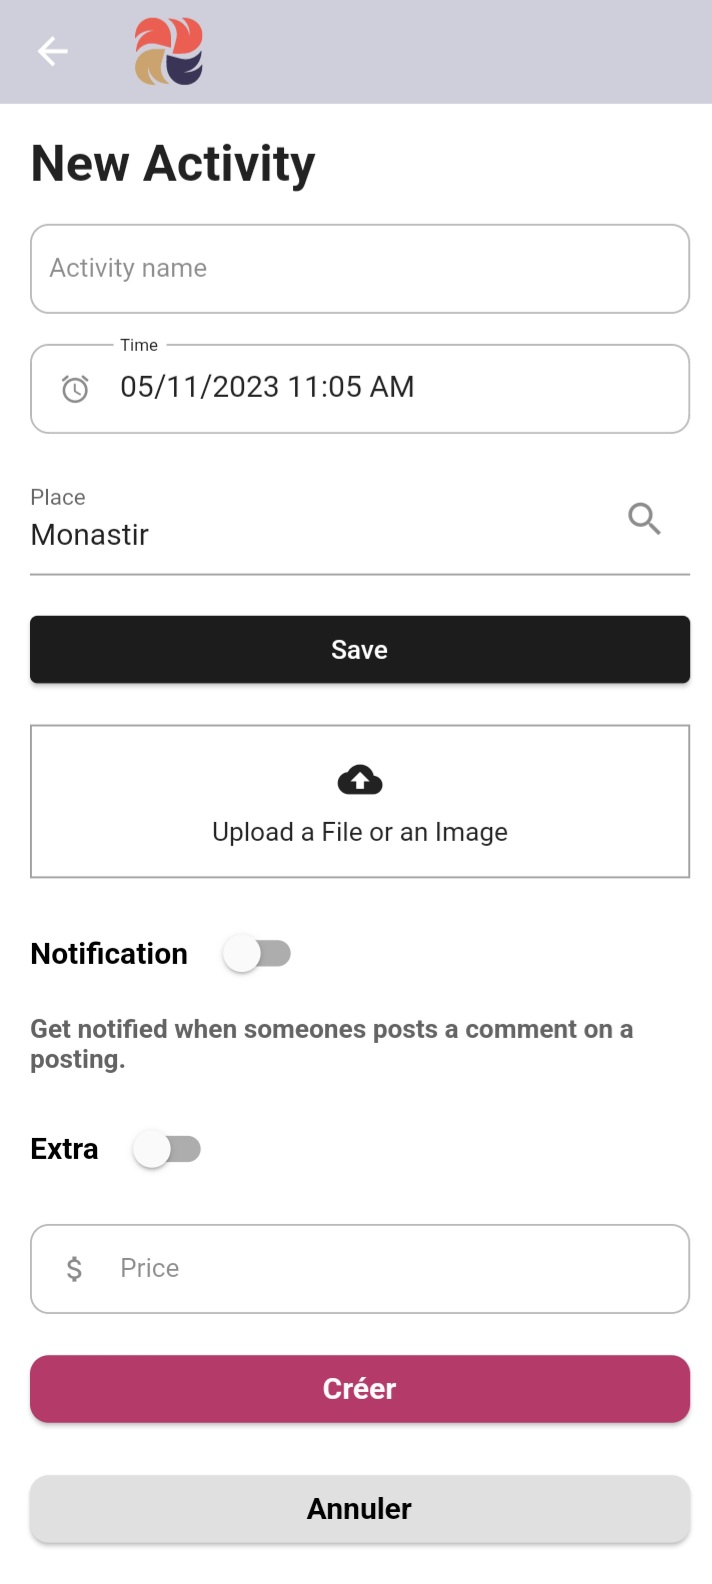 New Activity
Activity name
Time
05/11/2023 11:05 AM
Place
Monastir
Save
Upload a File or an Image
Notification
Get notified when someones posts a comment on a
posting.
Extra
$ Price
Créer
Annuler